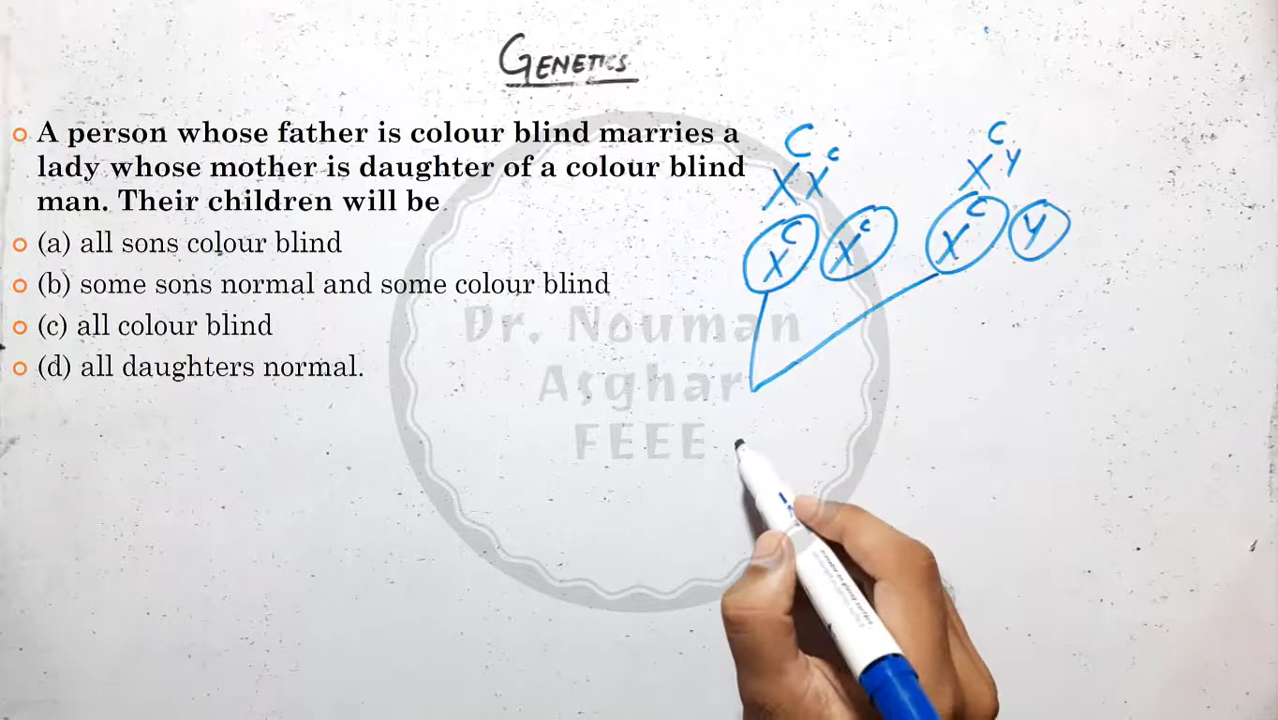 GENETICS
A person whose father is colour blind marries a
lady whose mother is daughter of a colour blind
man. Their children will be
(a) all sons colour blind
(b) some sons normal and some colour blind
(c) all colour blind
(d) all daughters normal.
X^C X^c X^C Y
X^C X^c X^C Y
Dr. Nouman
Asghar
FEEE